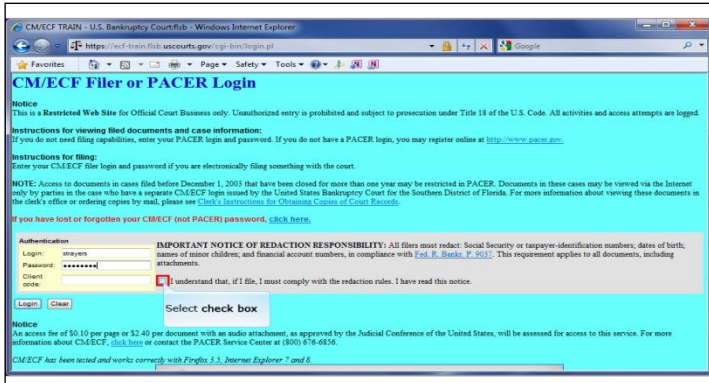 CM/ECF TRAIN - U.S. Bankruptcy Court:flsb - Windows Internet Explorer
https://ecf-train.flsb.uscourts.gov/cgi-bin/login.pl
Google
Favorites Page Safety Tools
CM/ECF Filer or PACER Login
Notice
This is a Restricted Web Site for Official Court Business only. Unauthorized entry is prohibited and subject to prosecution under Title 18 of the U.S. Code. All activities and access attempts are logged.
Instructions for viewing filed documents and case information:
If you do not need filing capabilities, enter your PACER login and password. If you do not have a PACER login, you may register online at http://www.pacer.gov.
Instructions for filing:
Enter your CM/ECF filer login and password if you are electronically filing something with the court.
NOTE: Access to documents in cases filed before December 1, 2003 that have been closed for more than one year may be restricted in PACER. Documents in these cases may be viewed via the Internet
only by parties in the case who have a separate CM/ECF login issued by the United States Bankruptcy Court for the Southern District of Florida. For more information about viewing these documents in
the clerk's office or ordering copies by mail, please see Clerk's Instructions for Obtaining Copies of Court Records.
If you have lost or forgotten your CM/ECF (not PACER) password, click here.
Authentication
Login: strayers
Password: ••••••••
Client code:
IMPORTANT NOTICE OF REDACTION RESPONSIBILITY: All filers must redact: Social Security or taxpayer-identification numbers; dates of birth;
names of minor children; and financial account numbers, in compliance with Fed. R. Bankr. P. 9037. This requirement applies to all documents, including
attachments.
I understand that, if I file, I must comply with the redaction rules. I have read this notice.
Login Clear
Select check box
Notice
An access fee of $0.10 per page or $2.40 per document with an audio attachment, as approved by the Judicial Conference of the United States, will be assessed for access to this service. For more
information about CM/ECF, click here or contact the PACER Service Center at (800) 676-6856.
CM/ECF has been tested and works correctly with Firefox 3.5, Internet Explorer 7 and 8.